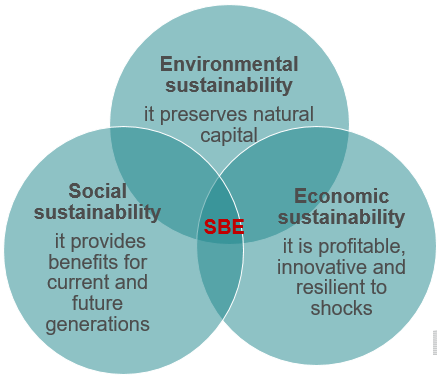 Environmental
sustainability
it preserves natural
capital
Social
sustainability
it provides
benefits for
current and
future
generations
SBE
Economic
sustainability
it is profitable,
innovative and
resilient to
shocks